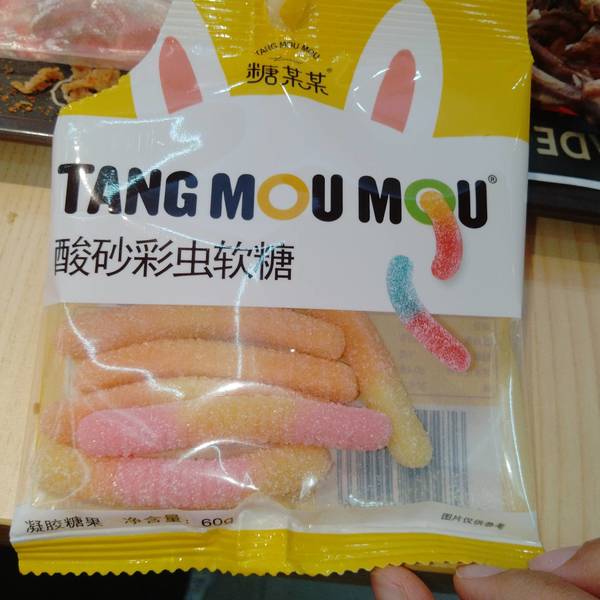 TANG MOU MOU
糖某某®
TANG MOU MOU®
酸砂彩虫软糖
凝胶糖果 净含量: 60g
图片仅供参考